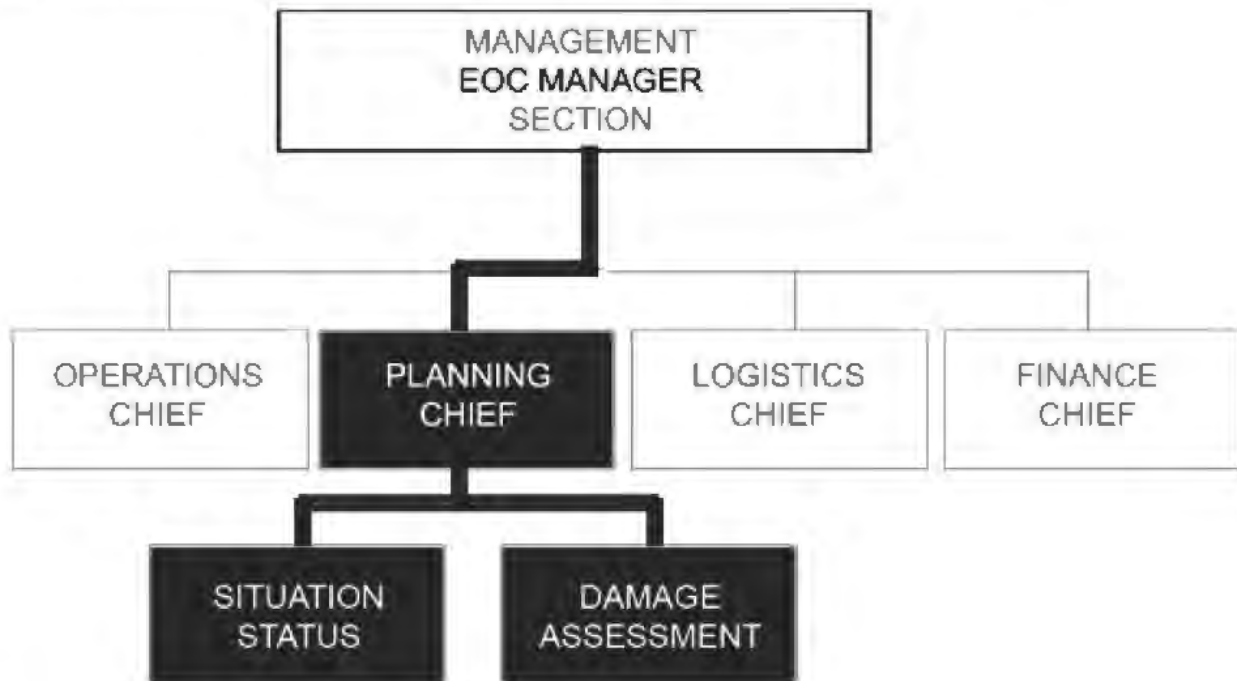 MANAGEMENT
EOC MANAGER
SECTION
OPERATIONS
CHIEF
PLANNING
CHIEF
LOGISTICS
CHIEF
FINANCE
CHIEF
SITUATION
STATUS
DAMAGE
ASSESSMENT